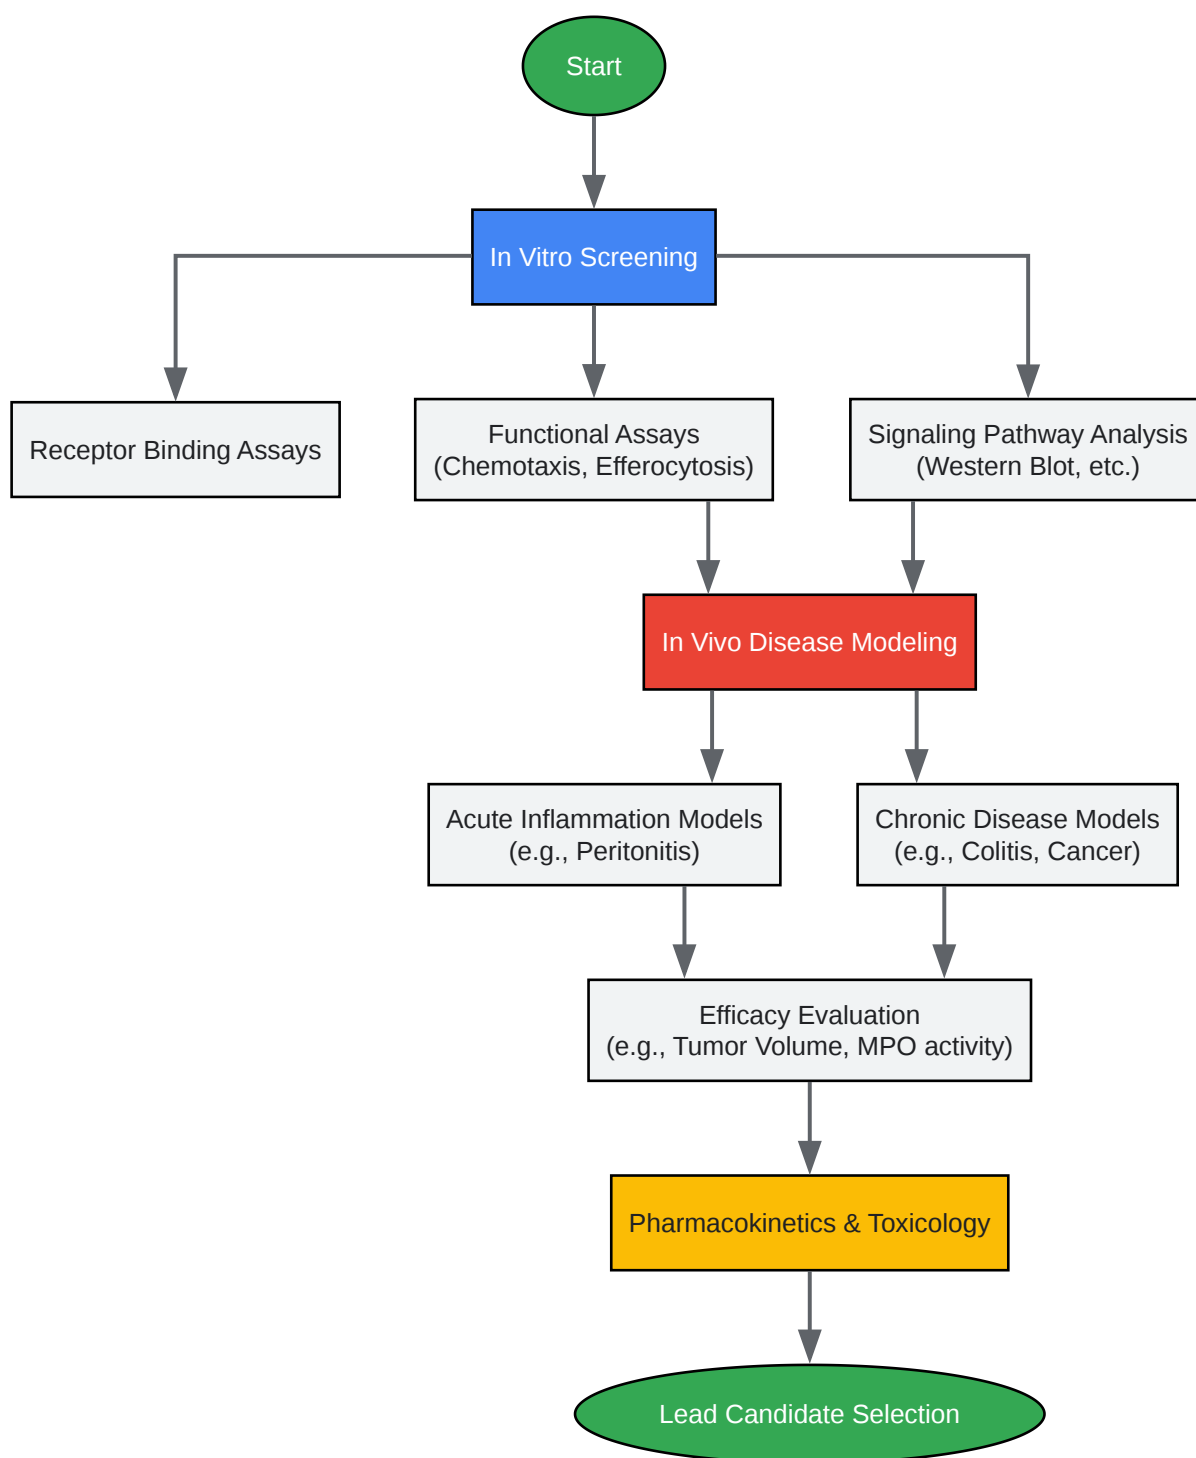 Start
In Vitro Screening
Receptor Binding Assays
Functional Assays
(Chemotaxis, Efferocytosis)
Signaling Pathway Analysis
(Western Blot, etc.)
In Vivo Disease Modeling
Acute Inflammation Models
(e.g., Peritonitis)
Chronic Disease Models
(e.g., Colitis, Cancer)
Efficacy Evaluation
(e.g., Tumor Volume, MPO activity)
Pharmacokinetics & Toxicology
Lead Candidate Selection